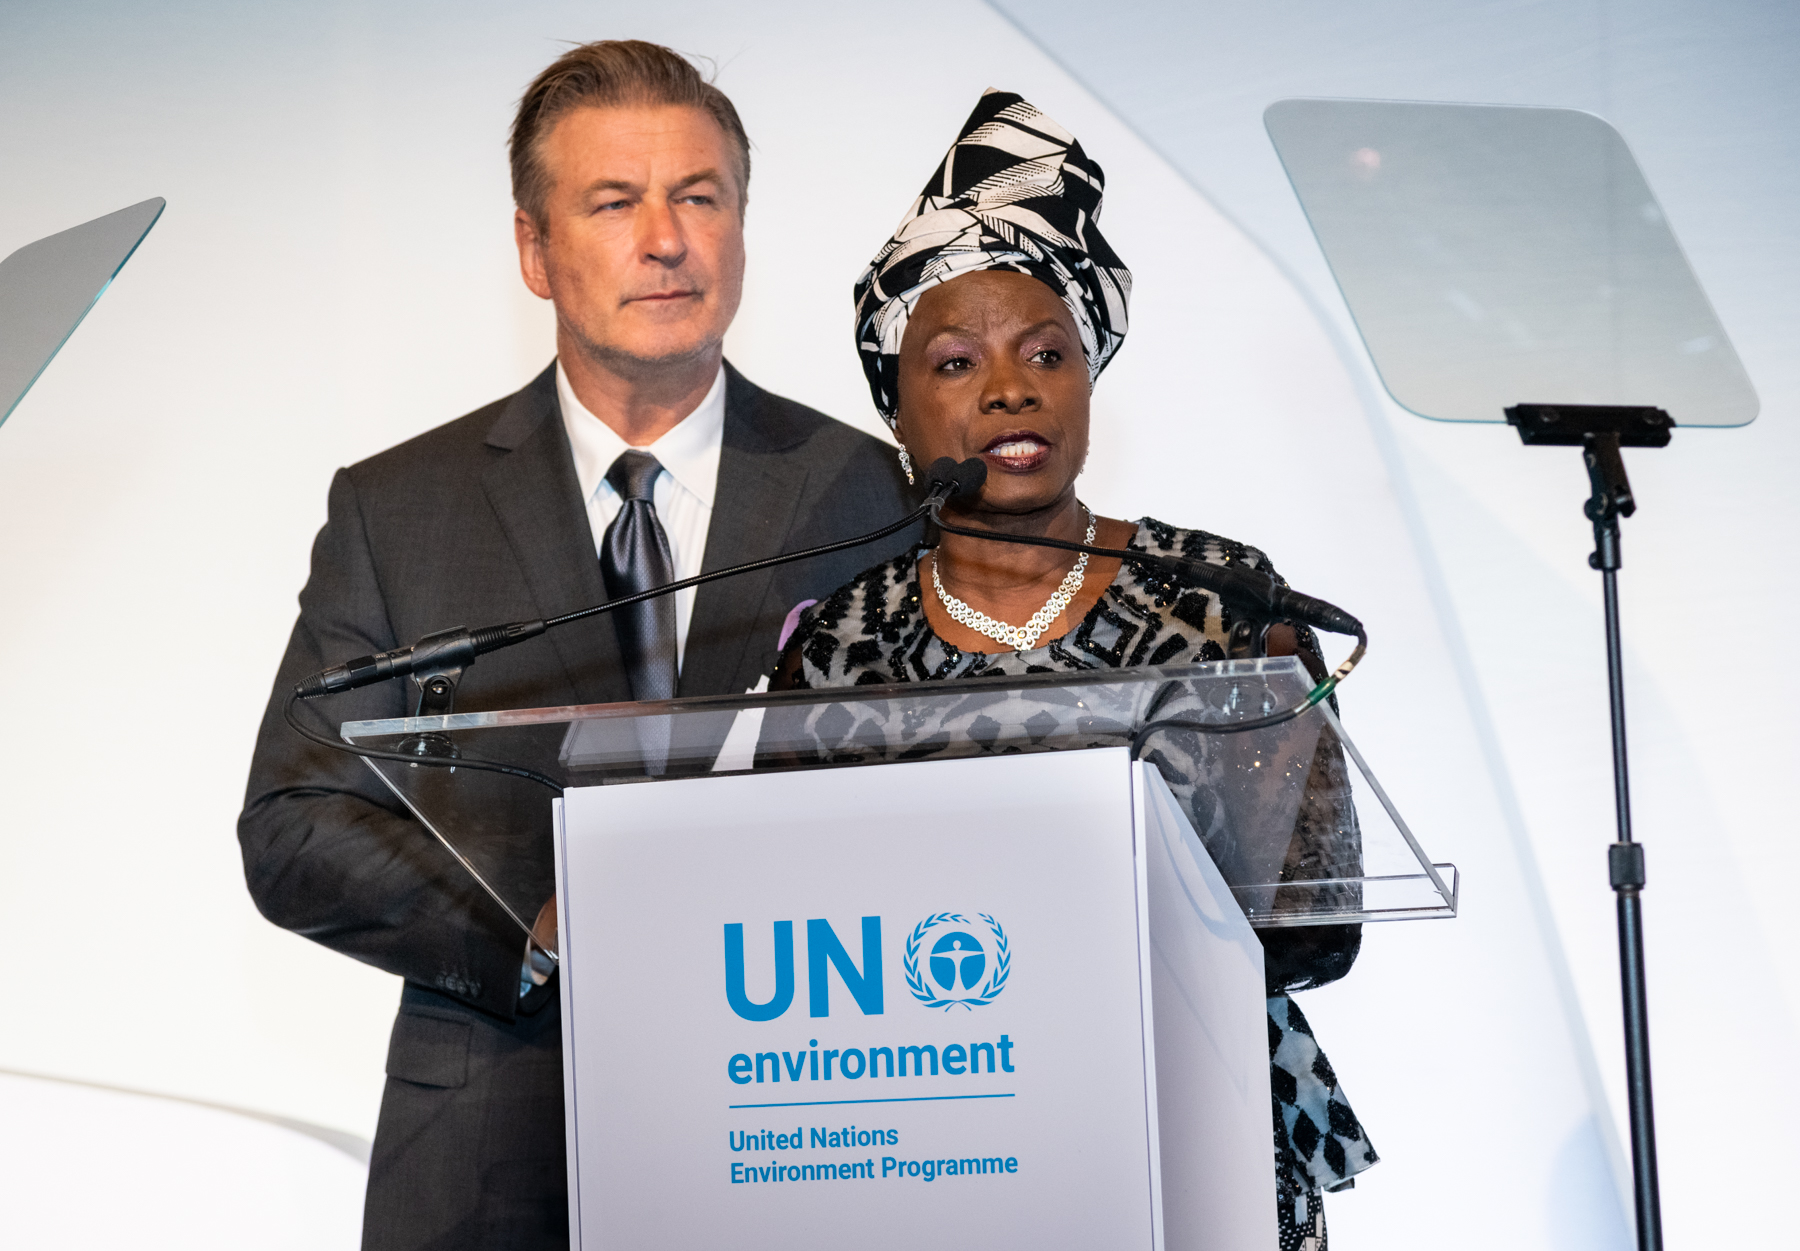 UN
environment
United Nations
Environment Programme